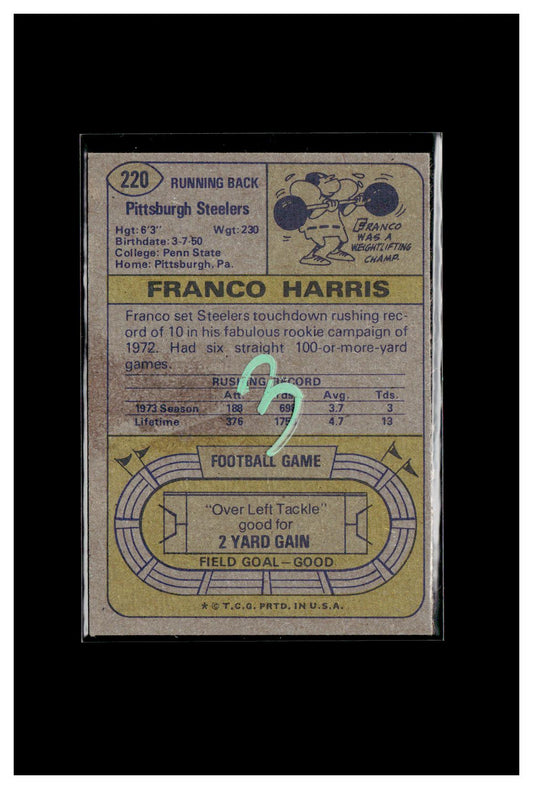 220
RUNNING BACK
Pittsburgh Steelers
Hgt: 6'3" Wgt: 230
Birthdate: 3-7-50
College: Penn State
Home: Pittsburgh, Pa.
FRANCO
WAS A
WEIGHTLIFTING
CHAMP.
FRANCO HARRIS
Franco set Steelers touchdown rushing rec-
ord of 10 in his fabulous rookie campaign of
1972. Had six straight 100-or-more-yard
games.
RUSHING RECORD
Att. Yds. Avg. Tds.
1973 Season 188 698 3.7 3
Lifetime 376 4.7 13
3
FOOTBALL GAME
"Over Left Tackle"
good for
2 YARD GAIN
FIELD GOAL—GOOD
* © T.C.G. PRTD. IN U.S.A.